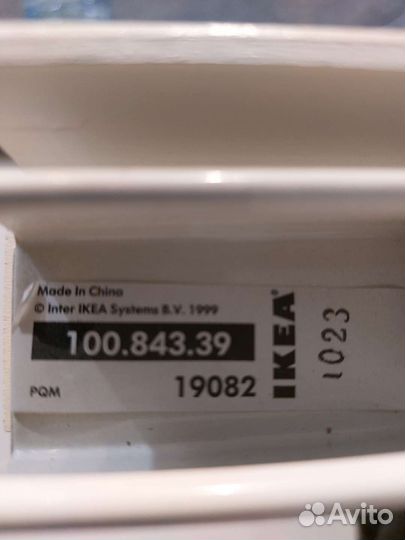 Made in China
© Inter IKEA Systems B.V. 1999
100.843.39
PQM 19082
IKEA
1023
Avito